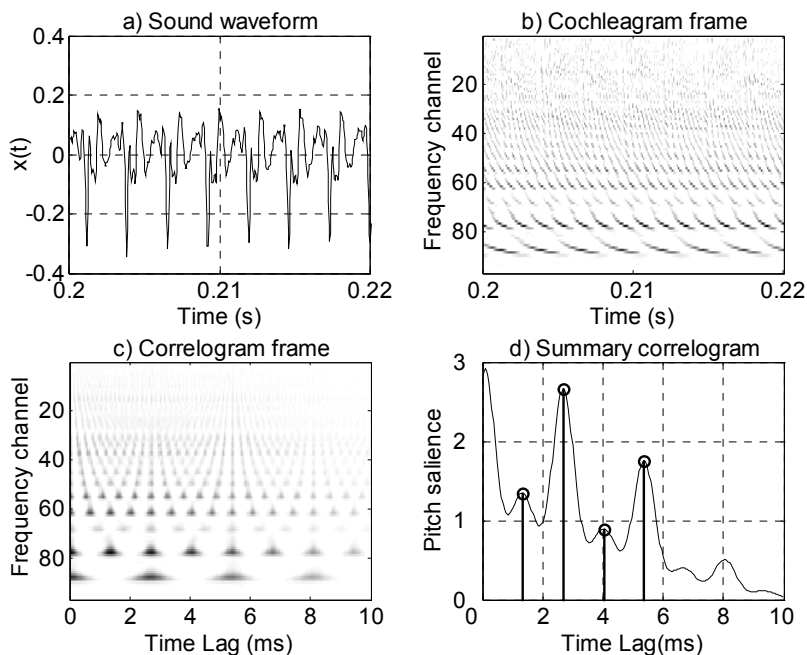 a) Sound waveform
0.4
0.2
0
-0.2
-0.4
x(t)
0.2
0.21
0.22
Time (s)
b) Cochleagram frame
20
40
60
80
Frequency channel
0.2
0.21
0.22
Time (s)
c) Correlogram frame
20
40
60
80
Frequency channel
0
2
4
6
8
10
Time Lag (ms)
d) Summary correlogram
3
2
1
0
Pitch salience
0
2
4
6
8
10
Time Lag(ms)